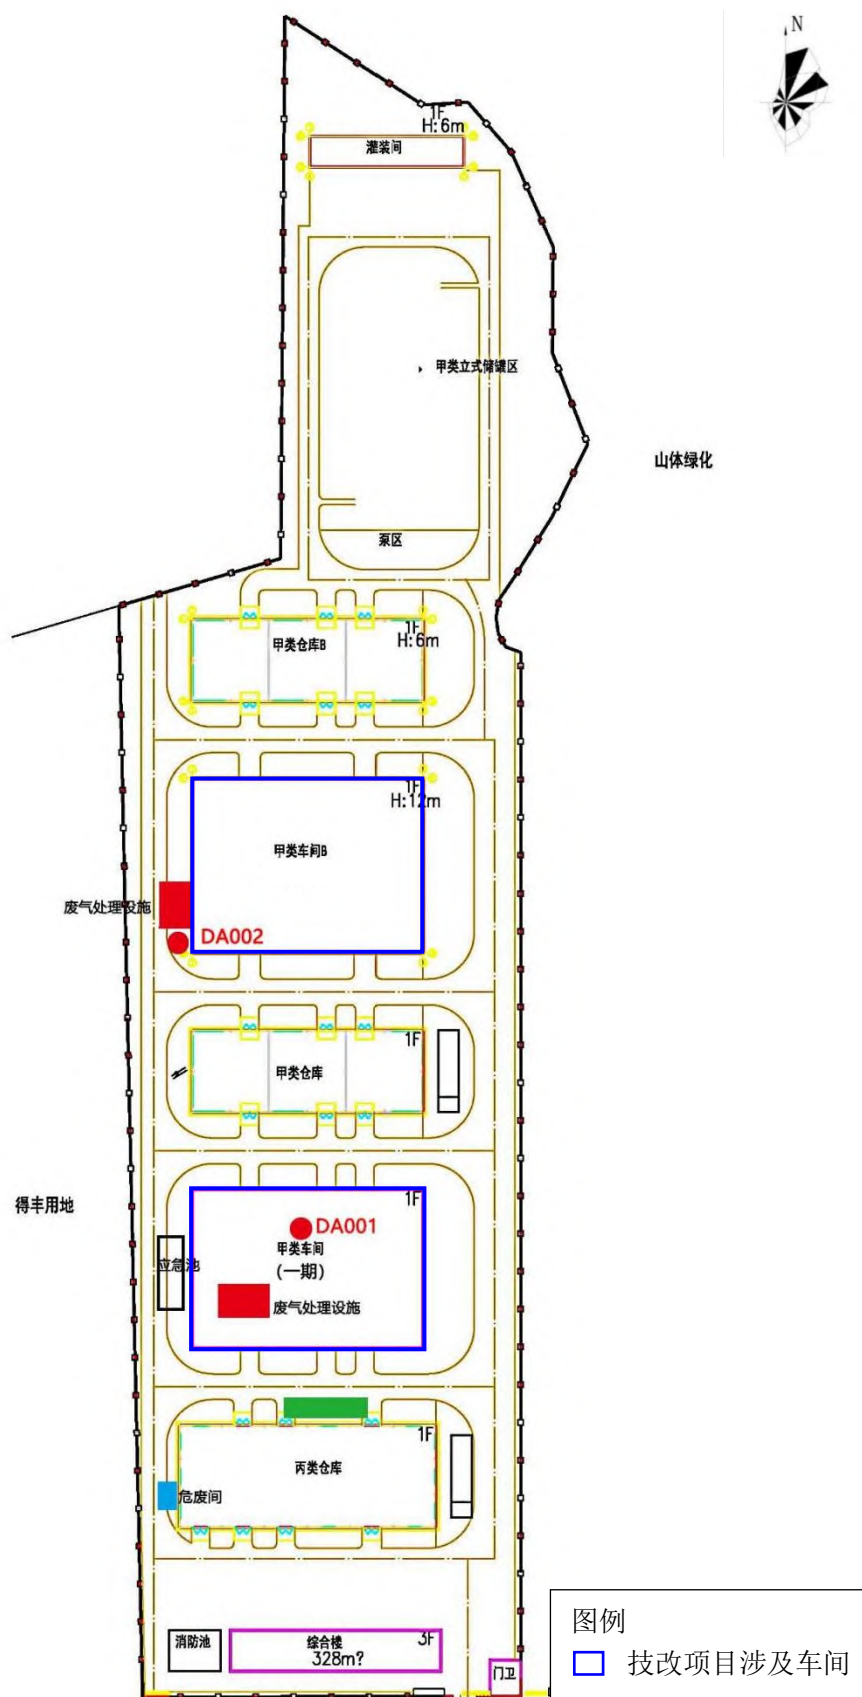 N
1F
H:6m
灌装间
甲类立式储罐区
山体绿化
泵区
1F
甲类仓库B
H:6m
1F
H:12m
甲类车间B
废气处理设施
DA002
1F
甲类仓库
1F
得丰用地
DA001
甲类车间
(一期)
应急池
废气处理设施
1F
丙类仓库
危废间
消防池
综合楼
3F
328m?
门卫
图例
技改项目涉及车间